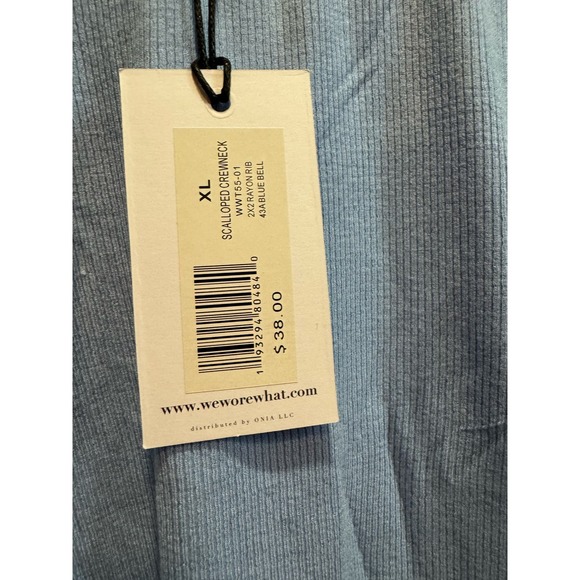 XL
SCALLOPED CREWNECK
WWT55-01
2X2 RAYON RIB
43A BLUE BELL
1 93294 80484 0
$ 38.00
www.weworewhat.com
distributed by ONIA LLC